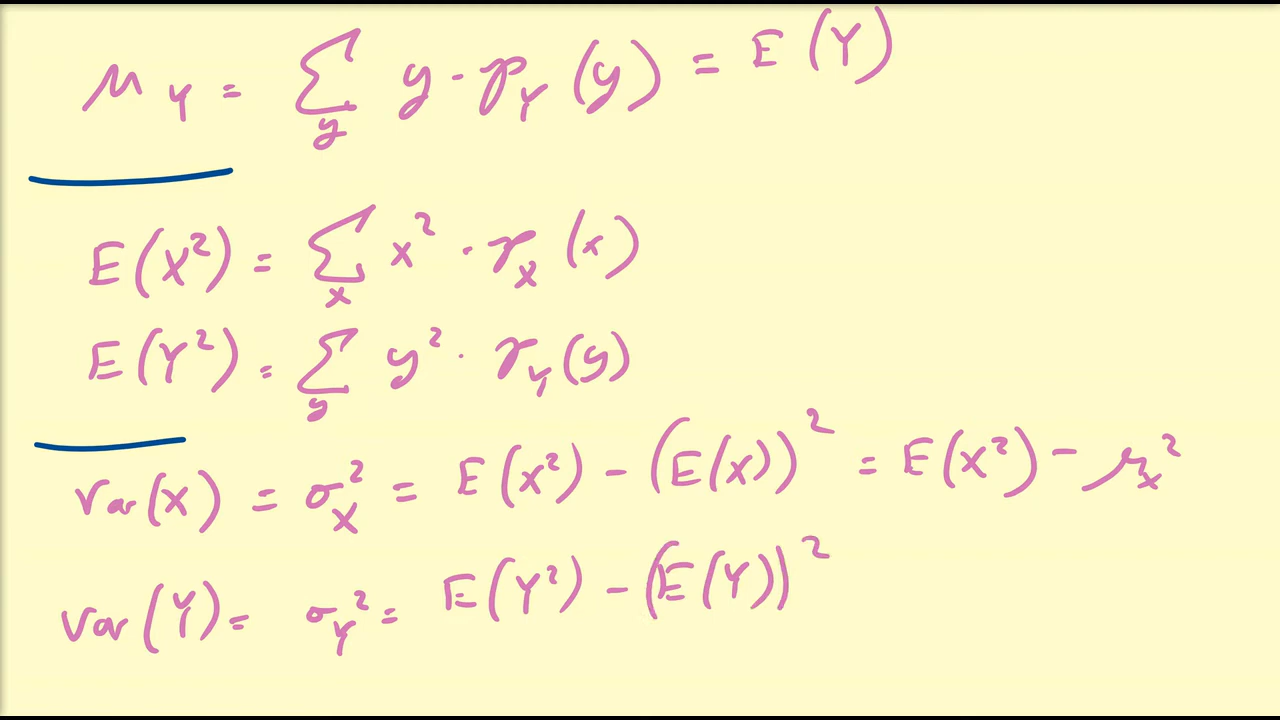 μ_Y = Σ_y y · p_Y (y) = E (Y)
E(X²) = Σ_x x² · p_X (x)
E(Y²) = Σ_y y² · p_Y (y)
Var(X) = σ_X² = E(X²) – (E(X))² = E(X²) – μ_X²
Var(Y) = σ_Y² = E(Y²) – (E(Y))²